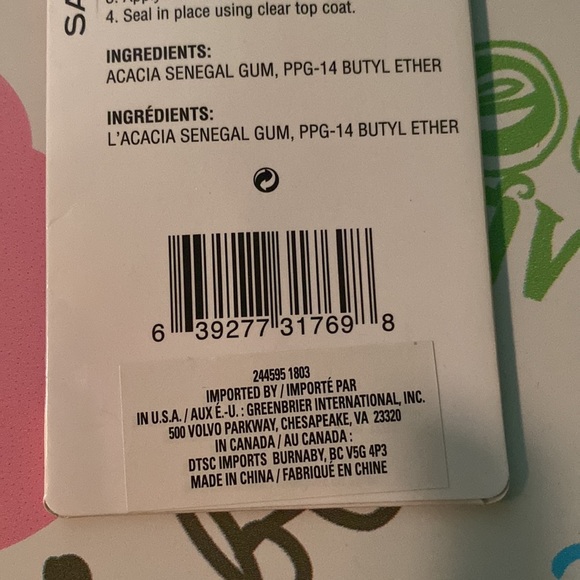 SA
4. Seal in place using clear top coat.
INGREDIENTS:
ACACIA SENEGAL GUM, PPG-14 BUTYL ETHER
INGRÉDIENTS:
L'ACACIA SENEGAL GUM, PPG-14 BUTYL ETHER
6 39277 31769 8
244595 1803
IMPORTED BY / IMPORTÉ PAR
IN U.S.A. / AUX É.-U. : GREENBRIER INTERNATIONAL, INC.
500 VOLVO PARKWAY, CHESAPEAKE, VA 23320
IN CANADA / AU CANADA :
DTSC IMPORTS BURNABY, BC V5G 4P3
MADE IN CHINA / FABRIQUÉ EN CHINE